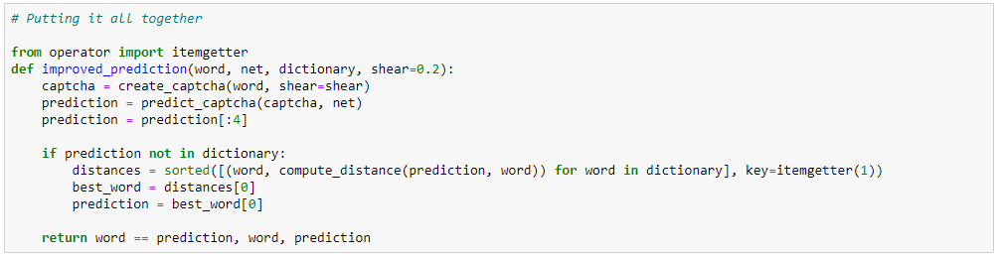 # Putting it all together

from operator import itemgetter
def improved_prediction(word, net, dictionary, shear=0.2):
    captcha = create_captcha(word, shear=shear)
    prediction = predict_captcha(captcha, net)
    prediction = prediction[:4]

    if prediction not in dictionary:
        distances = sorted([(word, compute_distance(prediction, word)) for word in dictionary], key=itemgetter(1))
        best_word = distances[0]
        prediction = best_word[0]

    return word == prediction, word, prediction